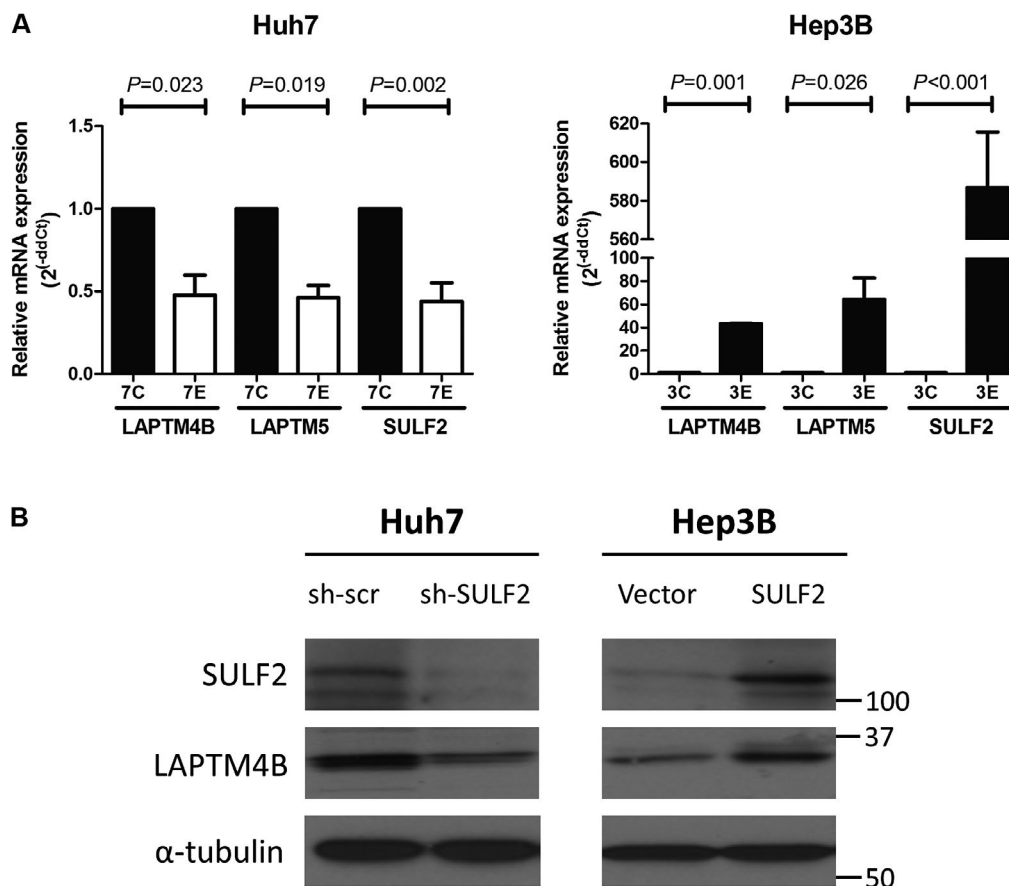 A
Huh7
Hep3B
P=0.023 P=0.019 P=0.002
P=0.001 P=0.026 P<0.001
Relative mRNA expression
(2(-ddCt))
1.5
1.0
0.5
0.0
7C 7E 7C 7E 7C 7E
LAPTM4B LAPTM5 SULF2
Relative mRNA expression
(2(-ddCt))
620
600
580
560
100
80
60
40
20
0
3C 3E 3C 3E 3C 3E
LAPTM4B LAPTM5 SULF2
B
Huh7 Hep3B
sh-scr sh-SULF2 Vector SULF2
SULF2
100
37
LAPTM4B
α-tubulin
50